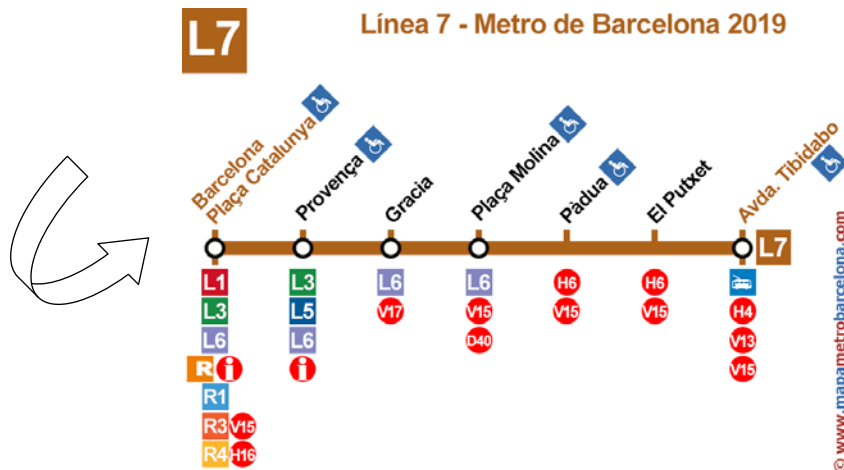 L7
Línea 7 - Metro de Barcelona 2019
Barcelona
Plaça Catalunya
Provença
Gracia
Plaça Molina
Pàdua
El Putxet
Avda. Tibidabo
L7
L1
L3
L6
R i
R1
R3 V15
R4 H16
L3
L5
L6
i
L6
V17
L6
V15
D40
H6
V15
H6
V15
H4
V13
V15
© www.mapametrobarcelona.com